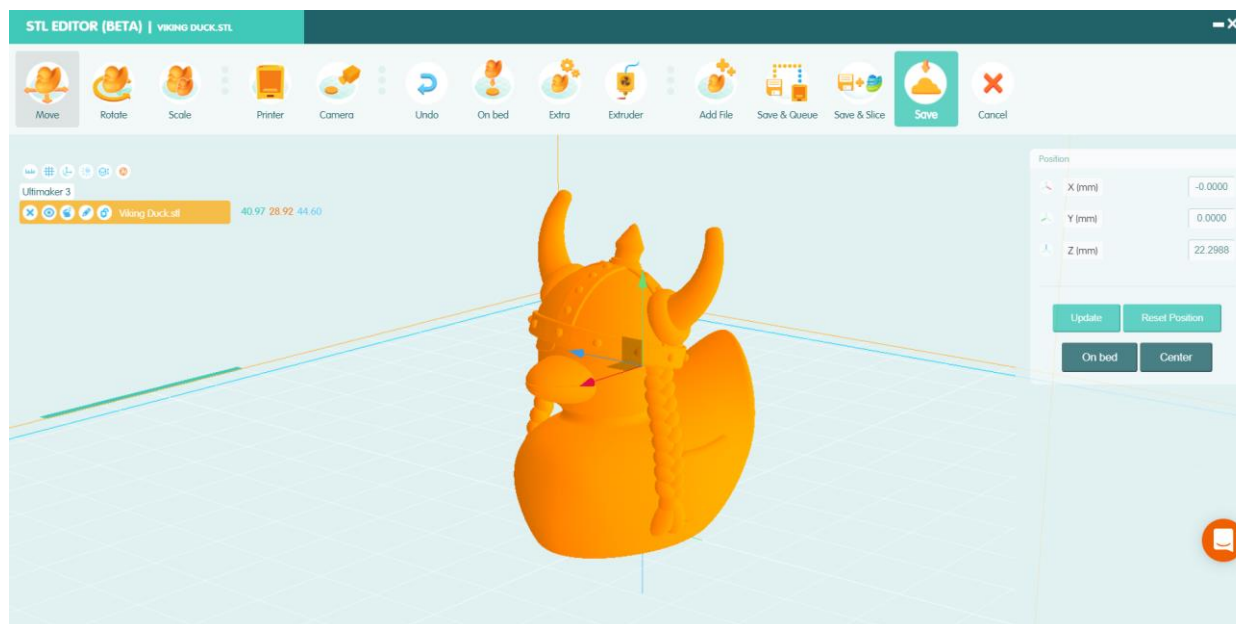 STL EDITOR (BETA) | VIKING DUCK.STL
Move Rotate Scale Printer Camera Undo On bed Extra Extruder Add File Save & Queue Save & Slice Save Cancel
Position
Ultimaker 3
X (mm) -0.0000
Viking Duck.stl 40.97 28.92 44.60
Y (mm) 0.0000
Z (mm) 22.2988
Update Reset Position
On bed Center